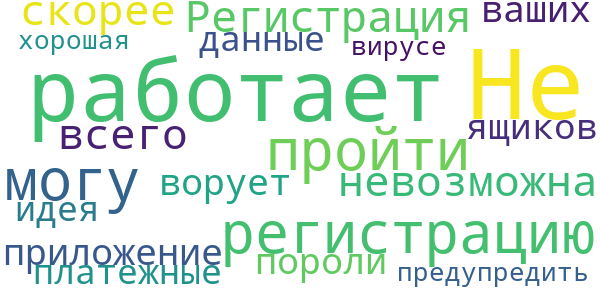 скорее Регистрация ваших
хорошая данные вирусе
работает Не
всего пройти ящиков
могу ворует невозможна
идея регистрацию
приложение пороли
платежные предупредить